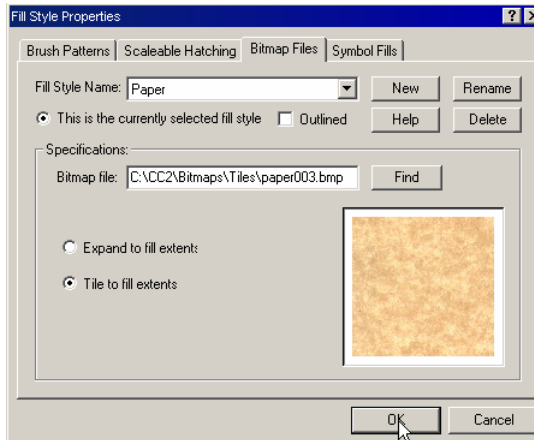 Fill Style Properties
Brush Patterns Scaleable Hatching Bitmap Files Symbol Fills
Fill Style Name: Paper New Rename
This is the currently selected fill style Outlined Help Delete
Specifications:
Bitmap file: C:\CC2\Bitmaps\Tiles\paper003.bmp Find
Expand to fill extents
Tile to fill extents
OK Cancel